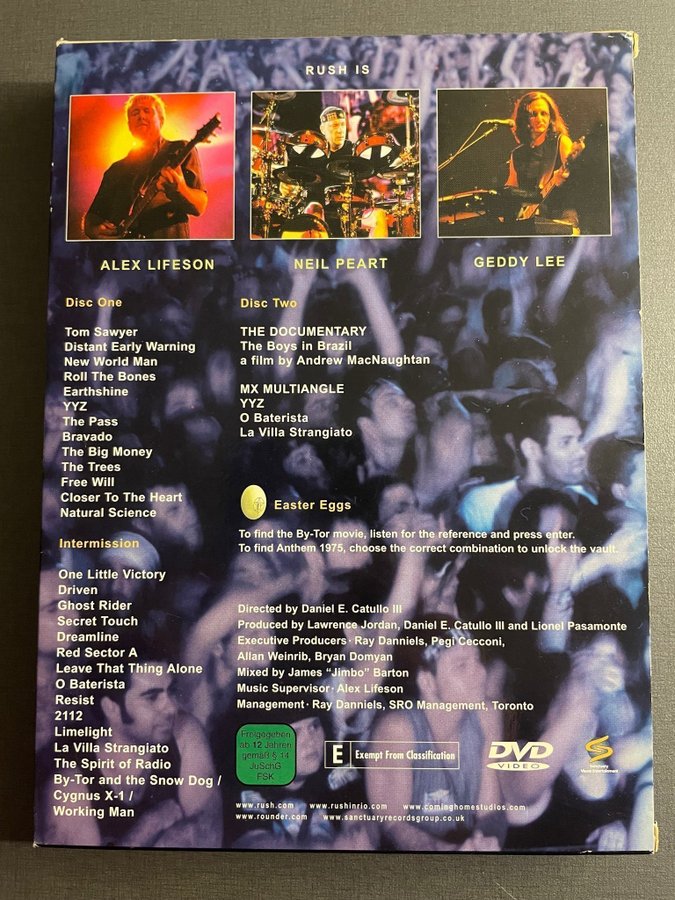 RUSH IS
ALEX LIFESON
NEIL PEART
GEDDY LEE
Disc One
Tom Sawyer
Distant Early Warning
New World Man
Roll The Bones
Earthshine
YYZ
The Pass
Bravado
The Big Money
The Trees
Free Will
Closer To The Heart
Natural Science
Intermission
One Little Victory
Driven
Ghost Rider
Secret Touch
Dreamline
Red Sector A
Leave That Thing Alone
O Baterista
Resist
2112
Limelight
La Villa Strangiato
The Spirit of Radio
By-Tor and the Snow Dog /
Cygnus X-1 /
Working Man
Disc Two
THE DOCUMENTARY
The Boys in Brazil
a film by Andrew MacNaughtan
MX MULTIANGLE
YYZ
O Baterista
La Villa Strangiato
Easter Eggs
To find the By-Tor movie, listen for the reference and press enter.
To find Anthem 1975, choose the correct combination to unlock the vault.
Directed by Daniel E. Catullo III
Produced by Lawrence Jordan, Daniel E. Catullo III and Lionel Pasamonte
Executive Producers· Ray Danniels, Pegi Cecconi,
Allan Weinrib, Bryan Domyan
Mixed by James “Jimbo” Barton
Music Supervisor· Alex Lifeson
Management· Ray Danniels, SRO Management, Toronto
Freigegeben
ab 12 Jahren
gemäß § 14
JuSchG
FSK
E Exempt From Classification
DVD
VIDEO
Sanctuary
Visual Entertainment
www.rush.com www.rushinrio.com www.cominghomestudios.com
www.rounder.com www.sanctuaryrecordsgroup.co.uk